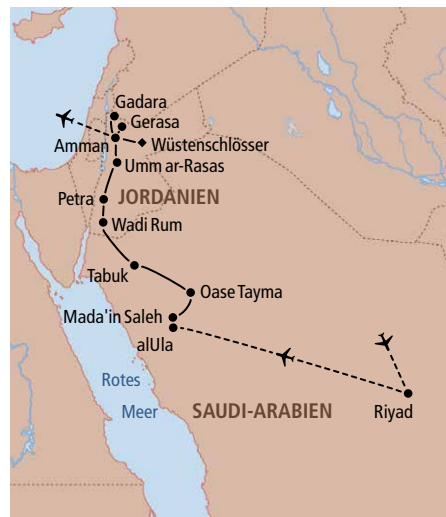 Gadara
Gerasa
Amman
Wüstenschlösser
Umm ar-Rasas
Petra
JORDANIEN
Wadi Rum
Tabuk
Oase Tayma
Mada'in Saleh
alUla
Rotes
Meer
SAUDI-ARABIEN
Riyad